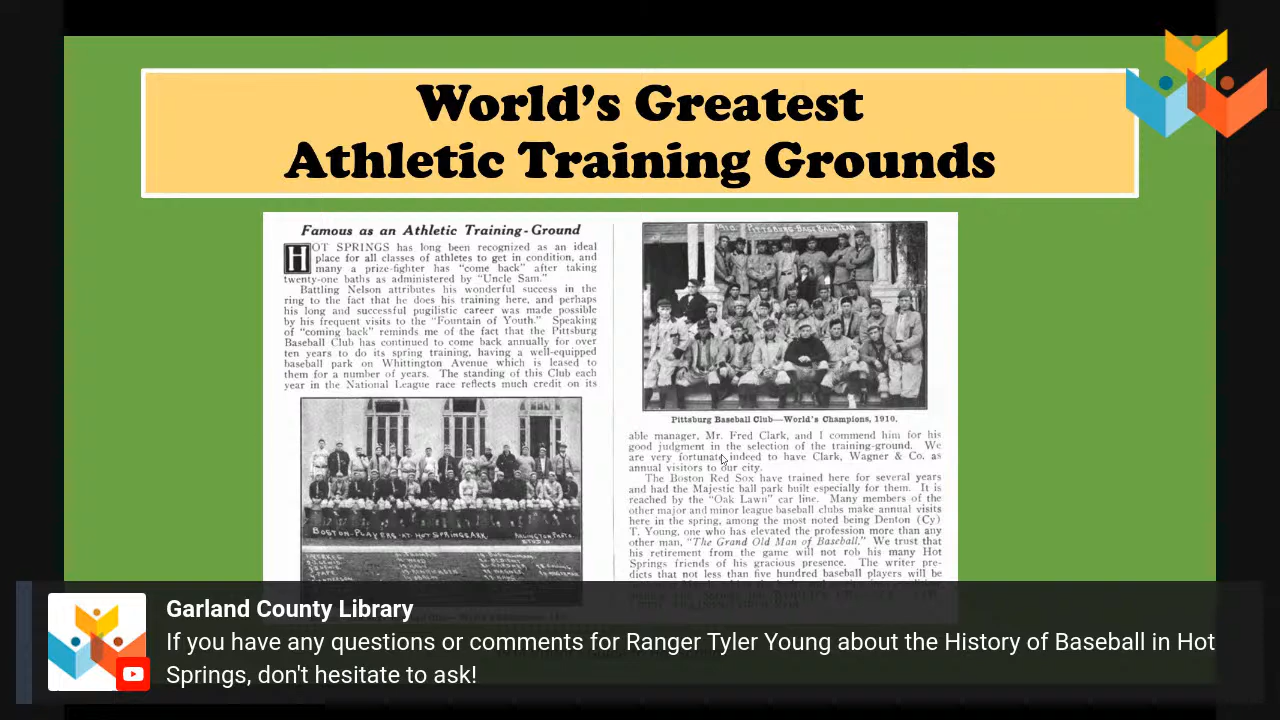 World's Greatest
Athletic Training Grounds
Famous as an Athletic Training-Ground
HOT SPRINGS has long been recognized as an ideal
place for all classes of athletes to get in condition, and
many a prize-fighter has "come back" after taking
twenty-one baths as administered by "Uncle Sam."
Battling Nelson attributes his wonderful success in the
ring to the fact that he does his training here, and perhaps
his long and successful pugilistic career was made possible
by his frequent visits to the "Fountain of Youth." Speaking
of "coming back" reminds me of the fact that the Pittsburg
Baseball Club has continued to come back annually for over
ten years to do its spring training, having a well-equipped
baseball park on Whittington Avenue which is leased to
them for a number of years. The standing of this Club each
year in the National League race reflects much credit on its
BOSTON PLAYERS AT HOT SPRINGS ARK.
ARLINGTON PHOTO
STUDIO
PITTSBURG BASEBALL TEAM
Pittsburg Baseball Club—World's Champions, 1910.
able manager, Mr. Fred Clark, and I commend him for his
good judgment in the selection of the training-ground. We
are very fortunate indeed to have Clark, Wagner & Co. as
annual visitors to our city.
The Boston Red Sox have trained here for several years
and had the Majestic ball park built especially for them. It is
reached by the "Oak Lawn" car line. Many members of the
other major and minor league baseball clubs make annual visits
here in the spring, among the most noted being Denton (Cy)
T. Young, one who has elevated the profession more than any
other man, "The Grand Old Man of Baseball." We trust that
his retirement from the game will not rob his many Hot
Springs friends of his gracious presence. The writer pre-
dicts that not less than five hundred baseball players will be
Garland County Library
If you have any questions or comments for Ranger Tyler Young about the History of Baseball in Hot
Springs, don't hesitate to ask!